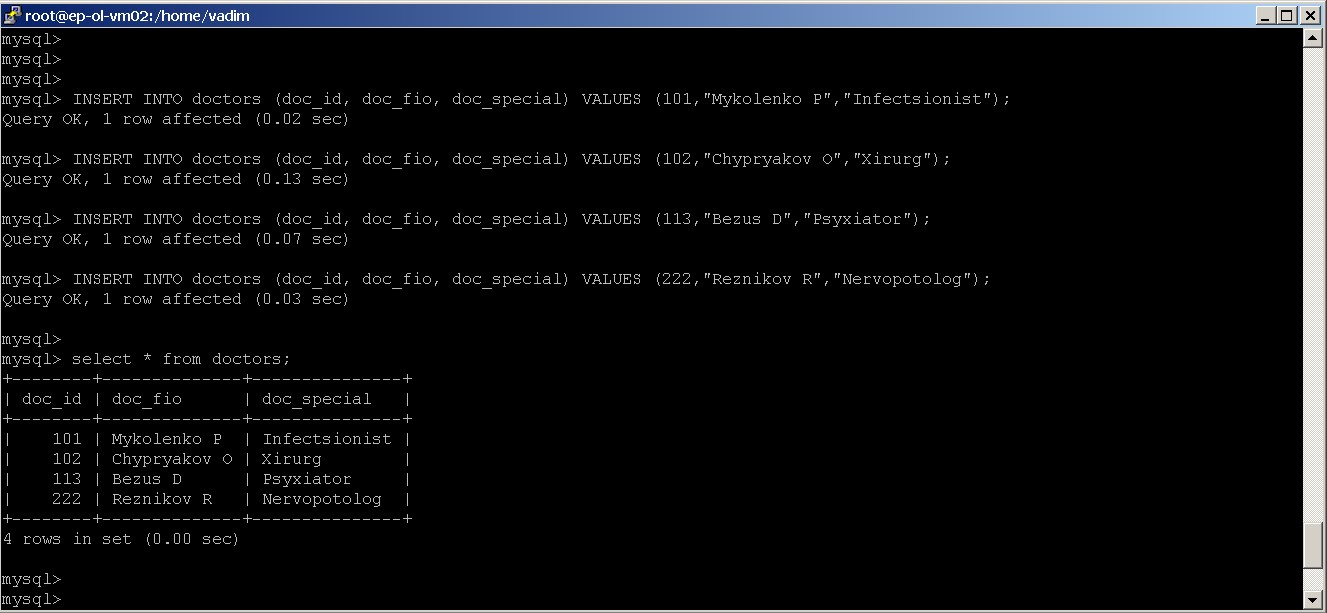 root@ep-ol-vm02:/home/vadim
mysql>
mysql>
mysql>
mysql> INSERT INTO doctors (doc_id, doc_fio, doc_special) VALUES (101,"Mykolenko P","Infectsionist");
Query OK, 1 row affected (0.02 sec)

mysql> INSERT INTO doctors (doc_id, doc_fio, doc_special) VALUES (102,"Chypryakov O","Xirurg");
Query OK, 1 row affected (0.13 sec)

mysql> INSERT INTO doctors (doc_id, doc_fio, doc_special) VALUES (113,"Bezus D","Psyxiator");
Query OK, 1 row affected (0.07 sec)

mysql> INSERT INTO doctors (doc_id, doc_fio, doc_special) VALUES (222,"Reznikov R","Nervopotolog");
Query OK, 1 row affected (0.03 sec)

mysql>
mysql> select * from doctors;
+--------+--------------+---------------+
| doc_id | doc_fio      | doc_special   |
+--------+--------------+---------------+
|    101 | Mykolenko P  | Infectsionist |
|    102 | Chypryakov O | Xirurg        |
|    113 | Bezus D      | Psyxiator     |
|    222 | Reznikov R   | Nervopotolog  |
+--------+--------------+---------------+
4 rows in set (0.00 sec)

mysql>
mysql>